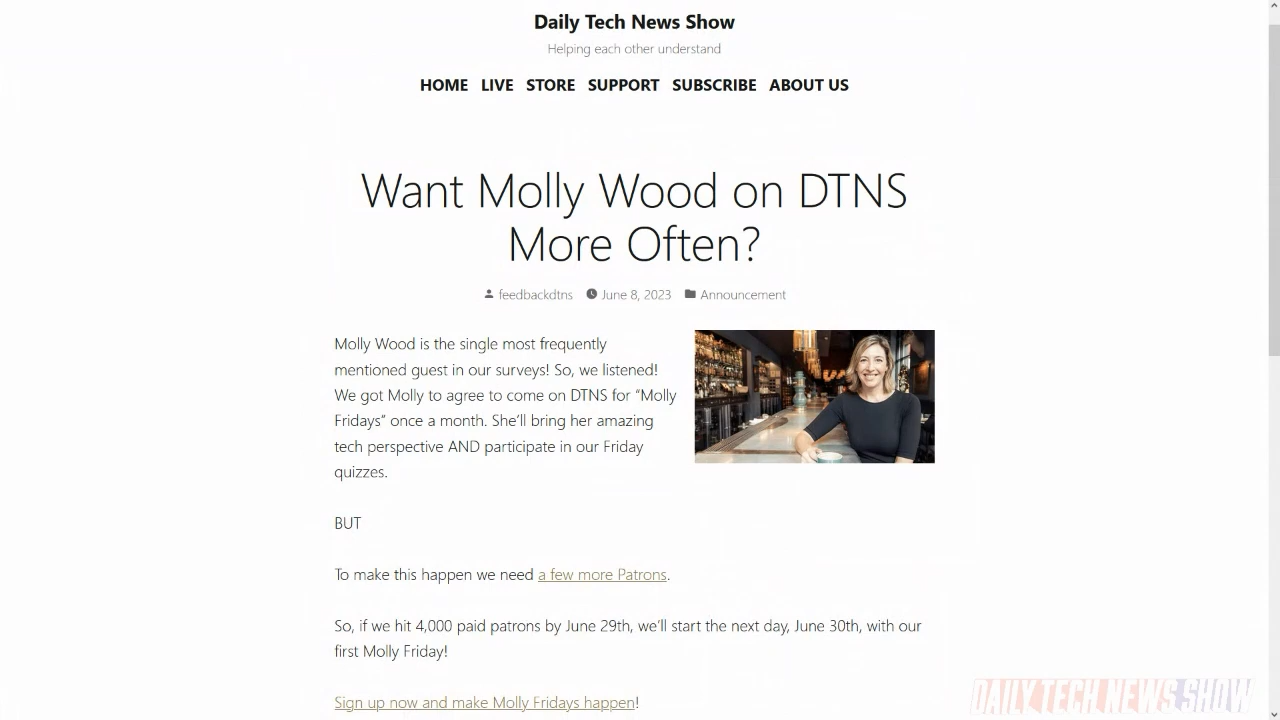 Daily Tech News Show
Helping each other understand
HOME LIVE STORE SUPPORT SUBSCRIBE ABOUT US
Want Molly Wood on DTNS
More Often?
feedbackdtns June 8, 2023 Announcement
Molly Wood is the single most frequently
mentioned guest in our surveys! So, we listened!
We got Molly to agree to come on DTNS for “Molly
Fridays” once a month. She’ll bring her amazing
tech perspective AND participate in our Friday
quizzes.
BUT
To make this happen we need a few more Patrons.
So, if we hit 4,000 paid patrons by June 29th, we’ll start the next day, June 30th, with our
first Molly Friday!
Sign up now and make Molly Fridays happen!
DAILY TECH NEWS SHOW